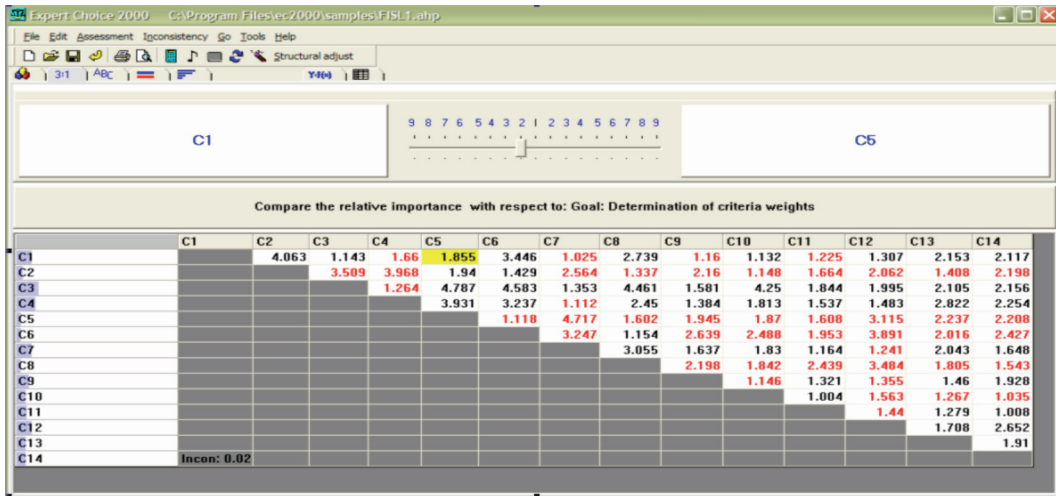 Expert Choice 2000 C:\Program Files\ec2000\samples\FISL1.ahp
File Edit Assessment Inconsistency Go Tools Help
Structural adjust
3:1 ABC Y-f(x)
9 8 7 6 5 4 3 2 1 2 3 4 5 6 7 8 9
C1 C5
Compare the relative importance with respect to: Goal: Determination of criteria weights
C1 C2 C3 C4 C5 C6 C7 C8 C9 C10 C11 C12 C13 C14
C1 4.063 1.143 1.66 1.855 3.446 1.025 2.739 1.16 1.132 1.225 1.307 2.153 2.117
C2 3.509 3.968 1.94 1.429 2.564 1.337 2.16 1.148 1.664 2.062 1.408 2.198
C3 1.264 4.787 4.583 1.353 4.461 1.581 4.25 1.844 1.995 2.105 2.156
C4 3.931 3.237 1.112 2.45 1.384 1.813 1.537 1.483 2.822 2.254
C5 1.118 4.717 1.602 1.945 1.87 1.608 3.115 2.237 2.208
C6 3.247 1.154 2.639 2.488 1.953 3.891 2.016 2.427
C7 3.055 1.637 1.83 1.164 1.241 2.043 1.648
C8 2.198 1.842 2.439 3.484 1.805 1.543
C9 1.146 1.321 1.355 1.46 1.928
C10 1.004 1.563 1.267 1.035
C11 1.44 1.279 1.008
C12 1.708 2.652
C13 1.91
C14 Incon: 0.02